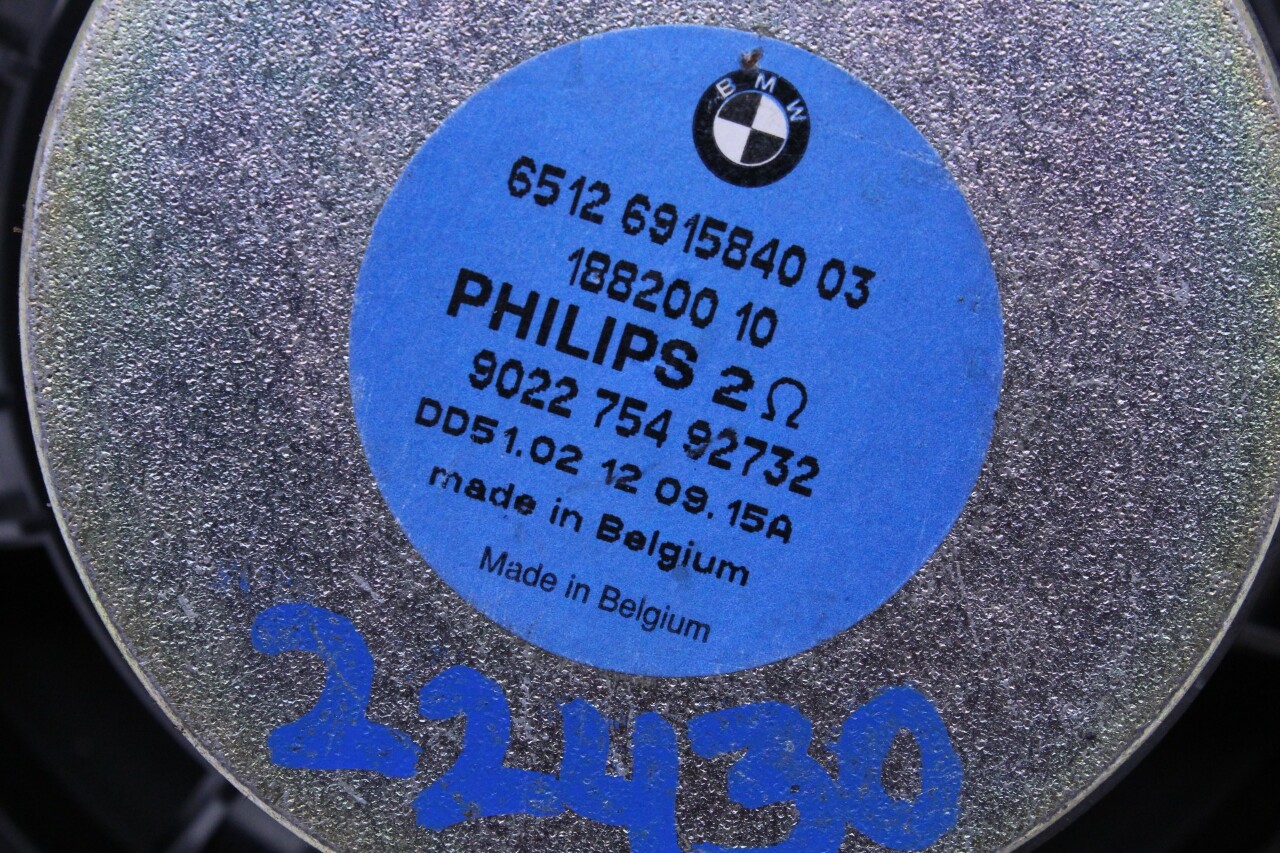 BMW
6512 6915840 03
188200 10
PHILIPS 2Ω
9022 754 92732
DD51.02 12 09.15A
made in Belgium
Made in Belgium
22430